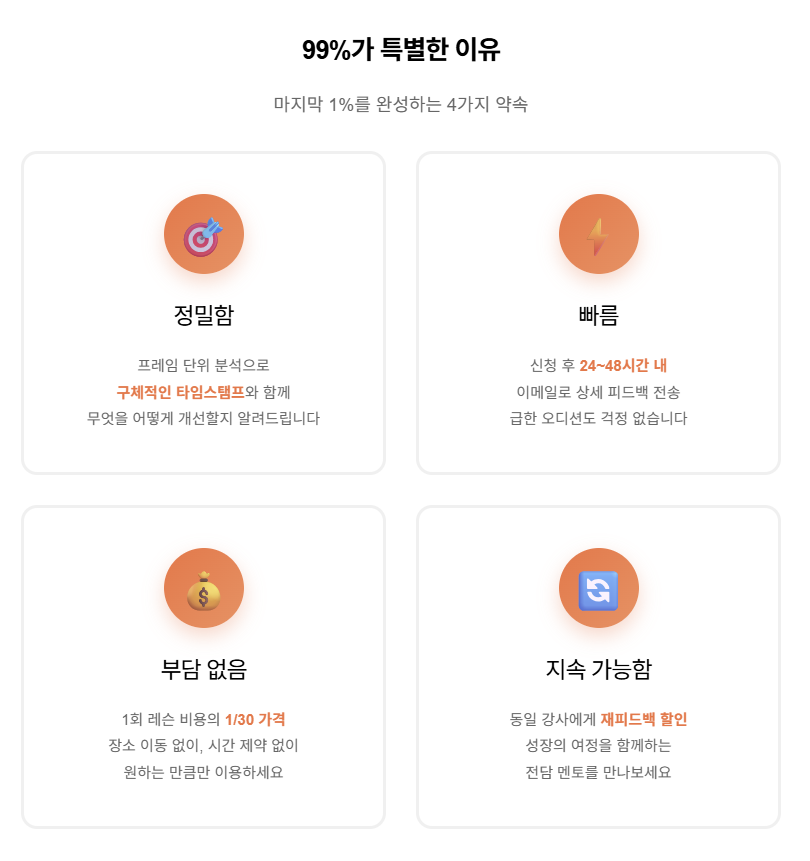 99%가 특별한 이유
마지막 1%를 완성하는 4가지 약속
정밀함
프레임 단위 분석으로
구체적인 타임스탬프와 함께
무엇을 어떻게 개선할지 알려드립니다
빠름
신청 후 24~48시간 내
이메일로 상세 피드백 전송
급한 오디션도 걱정 없습니다
부담 없음
1회 레슨 비용의 1/30 가격
장소 이동 없이, 시간 제약 없이
원하는 만큼만 이용하세요
지속 가능함
동일 강사에게 재피드백 할인
성장의 여정을 함께하는
전담 멘토를 만나보세요